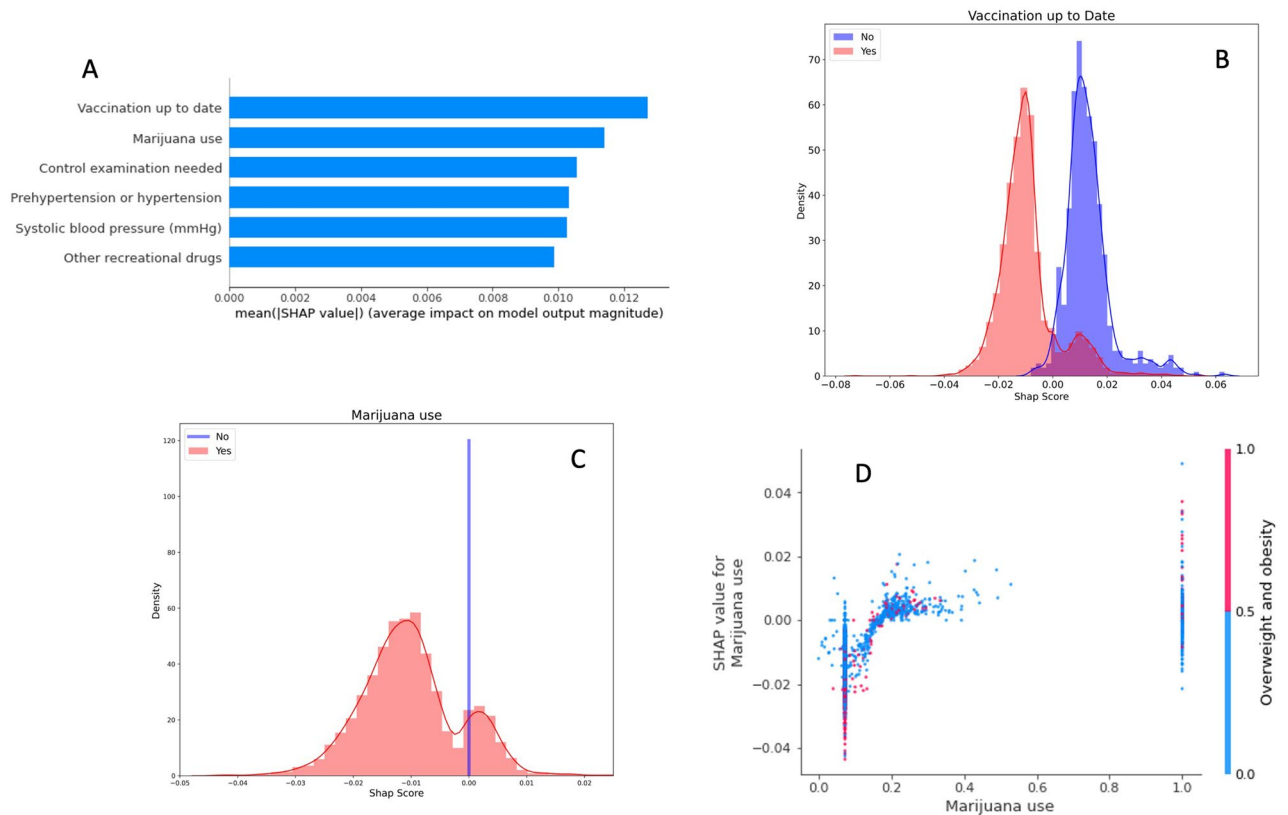 A
Vaccination up to date
Marijuana use
Control examination needed
Prehypertension or hypertension
Systolic blood pressure (mmHg)
Other recreational drugs
0.000 0.002 0.004 0.006 0.008 0.010 0.012
mean(|SHAP value|) (average impact on model output magnitude)
Vaccination up to Date
No
Yes
B
70
60
50
40
30
20
10
0
Density
−0.08 −0.06 −0.04 −0.02 0.00 0.02 0.04 0.06
Shap Score
Marijuana use
No
Yes
C
120
100
80
60
40
20
0
Density
−0.05 −0.04 −0.03 −0.02 −0.01 0.00 0.01 0.02
Shap Score
D
0.04
0.02
0.00
−0.02
−0.04
SHAP value for
Marijuana use
0.0 0.2 0.4 0.6 0.8 1.0
Marijuana use
1.0
0.5
0.0
Overweight and obesity